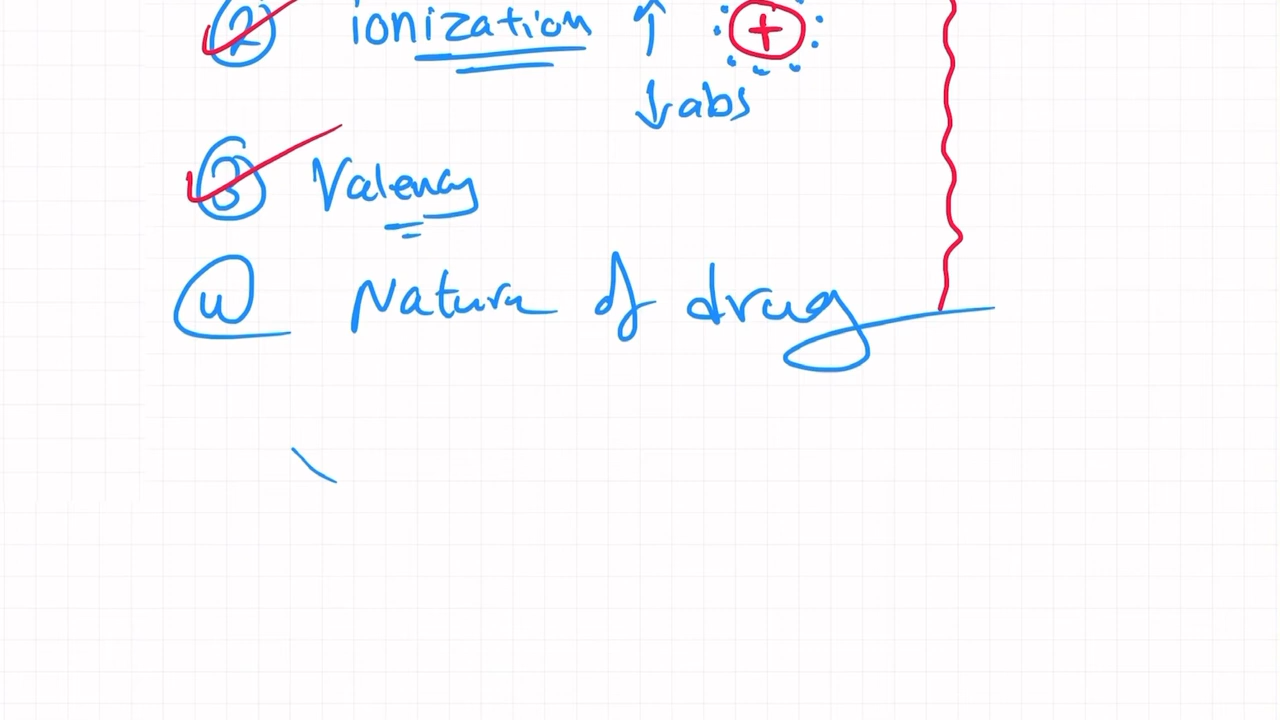 ② ionization ↑ +
↓ abs
③ Valency
④ Nature of drug